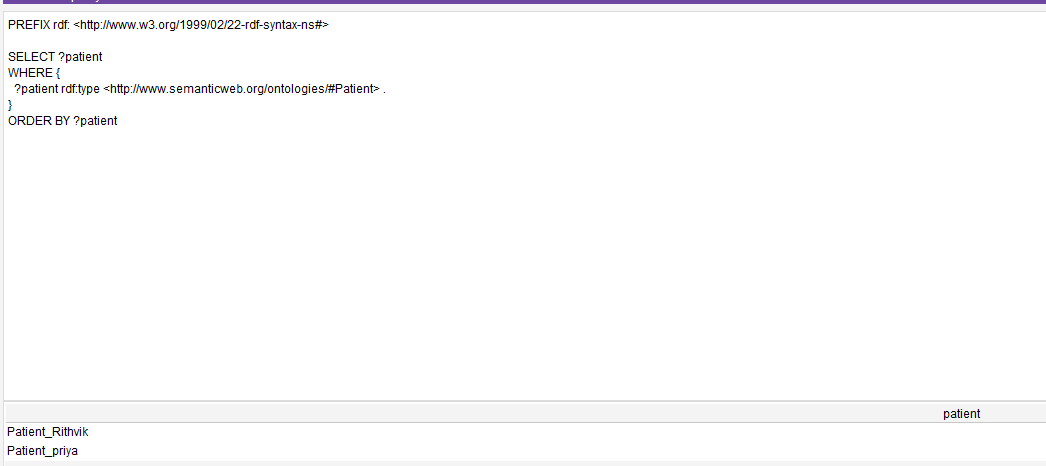 PREFIX rdf: <http://www.w3.org/1999/02/22-rdf-syntax-ns#>
SELECT ?patient
WHERE {
?patient rdf:type <http://www.semanticweb.org/ontologies/#Patient> .
}
ORDER BY ?patient
patient
Patient_Rithvik
Patient_priya